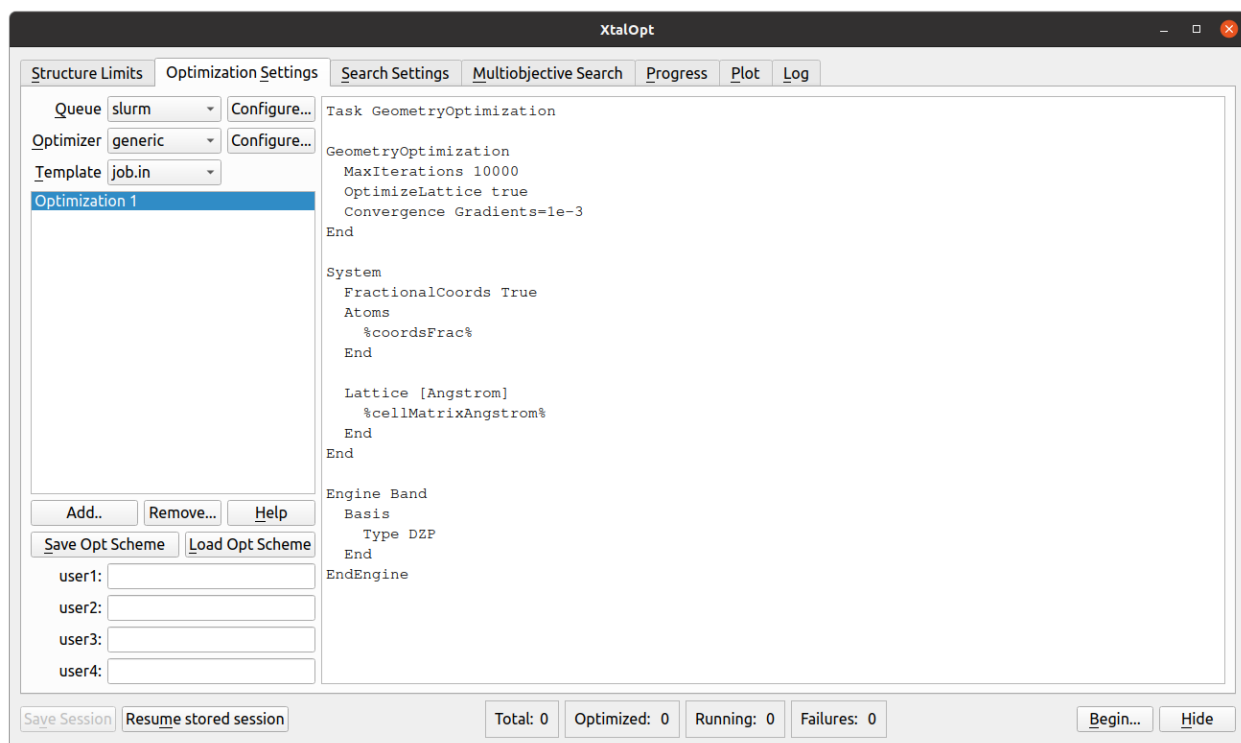 XtalOpt
Structure Limits Optimization Settings Search Settings Multiobjective Search Progress Plot Log
Queue slurm Configure...
Optimizer generic Configure...
Template job.in
Optimization 1
Add.. Remove... Help
Save Opt Scheme Load Opt Scheme
user1:
user2:
user3:
user4:
Task GeometryOptimization
GeometryOptimization
MaxIterations 10000
OptimizeLattice true
Convergence Gradients=1e-3
End
System
FractionalCoords True
Atoms
%coordsFrac%
End
Lattice [Angstrom]
%cellMatrixAngstrom%
End
End
Engine Band
Basis
Type DZP
End
EndEngine
Save Session Resume stored session Total: 0 Optimized: 0 Running: 0 Failures: 0 Begin... Hide